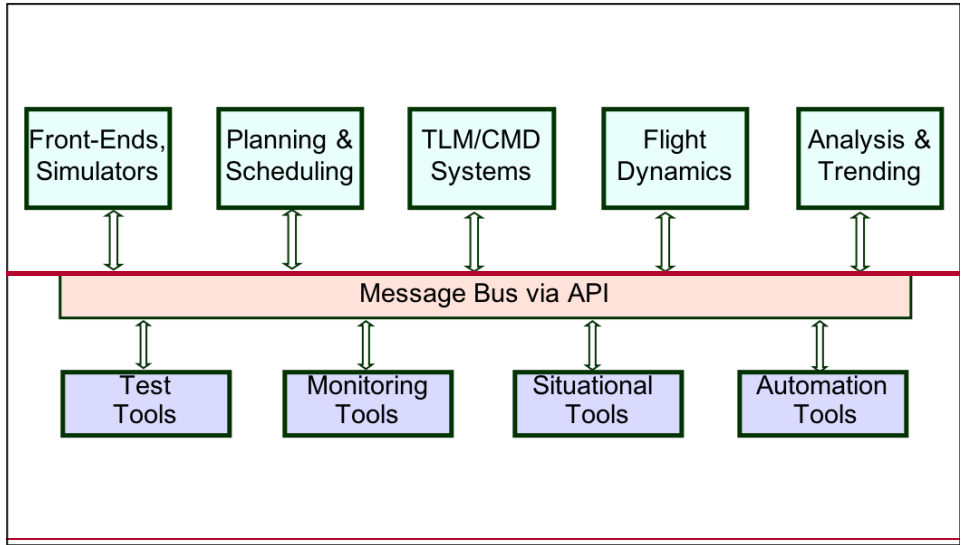 Front-Ends,
Simulators
Planning &
Scheduling
TLM/CMD
Systems
Flight
Dynamics
Analysis &
Trending
Message Bus via API
Test
Tools
Monitoring
Tools
Situational
Tools
Automation
Tools